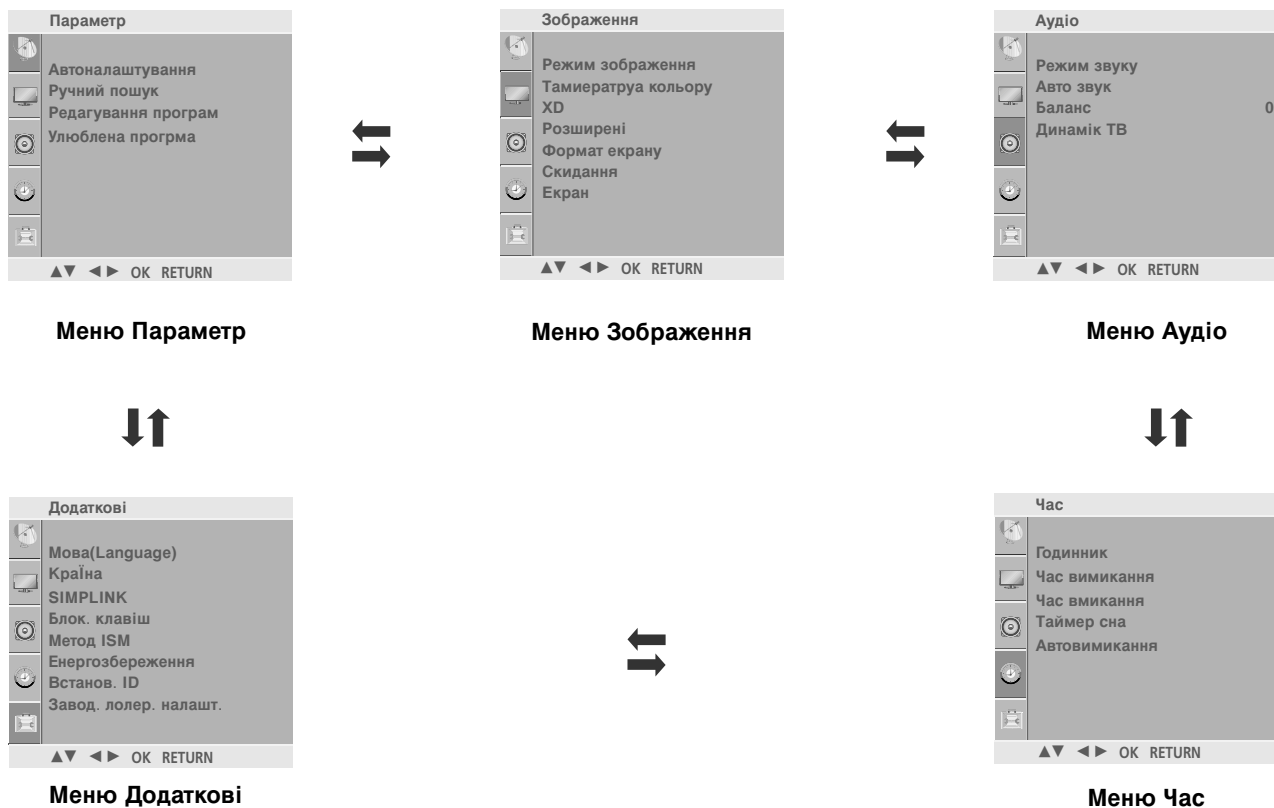 Параметр
Автоналаштування
Ручний пошук
Редагування програм
Улюблена прогрма
▲▼ ◄► OK RETURN
Меню Параметр
Зображення
Режим зображення
Тамиератруа кольору
XD
Розширені
Формат екрану
Скидання
Екран
▲▼ ◄► OK RETURN
Меню Зображення
Аудіо
Режим звуку
Авто звук
Баланс 0
Динамік ТВ
▲▼ ◄► OK RETURN
Меню Аудіо
Додаткові
Мова(Language)
КраЇна
SIMPLINK
Блок. клавіш
Метод ISM
Енергозбереження
Встанов. ID
Завод. лолер. налашт.
▲▼ ◄► OK RETURN
Меню Додаткові
Час
Годинник
Час вимикання
Час вмикання
Таймер сна
Автовимикання
▲▼ ◄► OK RETURN
Меню Час